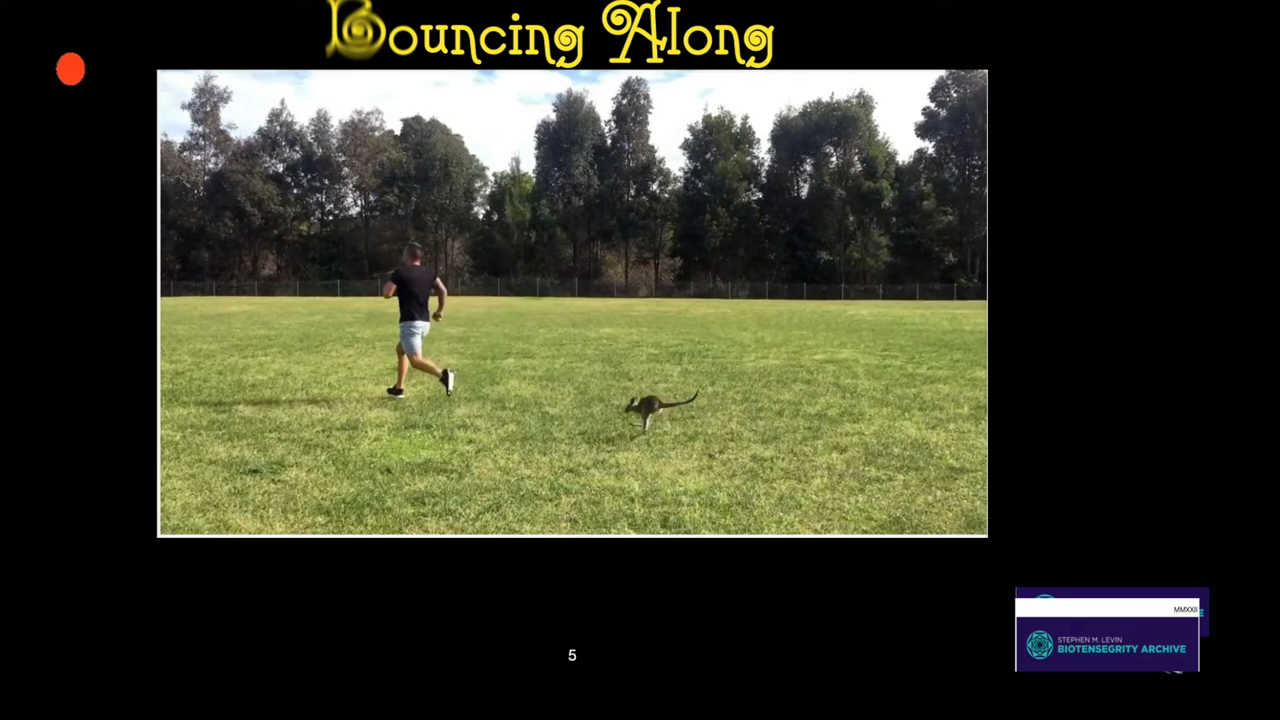 Bouncing Along
MMXXII
STEPHEN M. LEVIN
BIOTENSEGRITY ARCHIVE
5